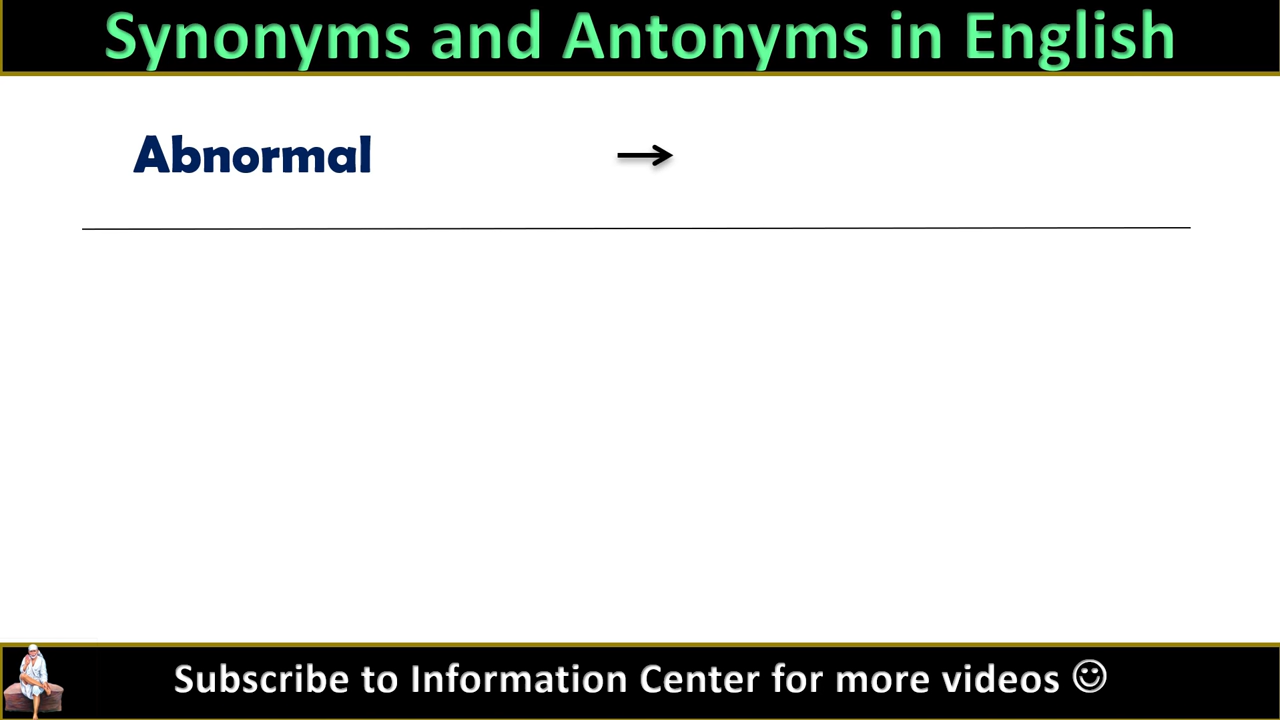 Synonyms and Antonyms in English
Abnormal →
Subscribe to Information Center for more videos ☺